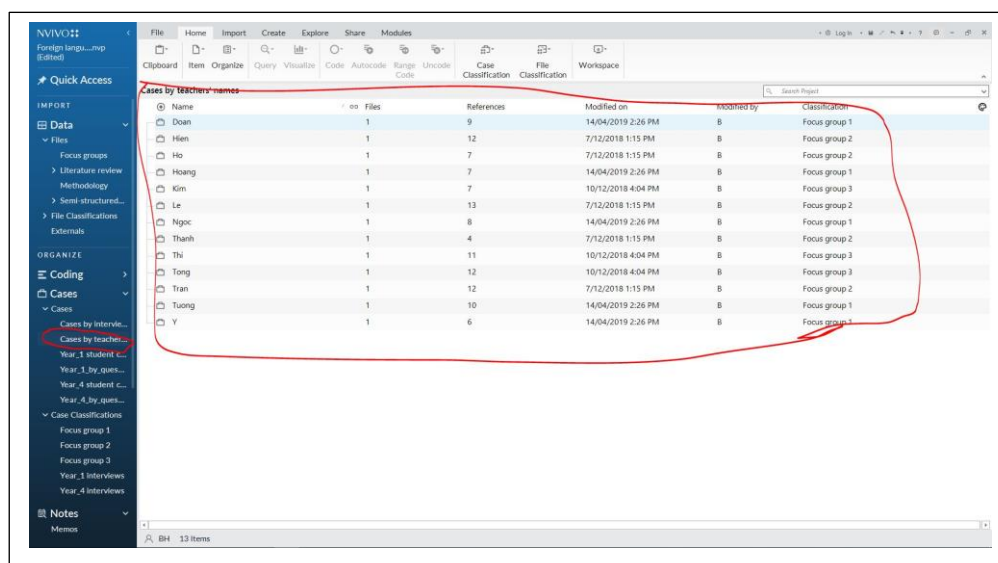 NVIVO
File Home Import Create Explore Share Modules
Log In
Foreign langu....nvp
(Edited)
Clipboard Item Organize Query Visualize Code Autocode Range Code Uncode Case Classification File Classification Workspace
Quick Access
IMPORT
Data
Files
Focus groups
Literature review
Methodology
Semi-structured...
File Classifications
Externals
ORGANIZE
Coding
Cases
Cases
Cases by intervie...
Cases by teacher...
Year_1 student c...
Year_1_by_ques...
Year_4 student c...
Year_4_by_ques...
Case Classifications
Focus group 1
Focus group 2
Focus group 3
Year_1 interviews
Year_4 interviews
Notes
Memos
Cases by teachers' names
Search Project
Name Files References Modified on Modified by Classification
Doan 1 9 14/04/2019 2:26 PM B Focus group 1
Hien 1 12 7/12/2018 1:15 PM B Focus group 2
Ho 1 7 7/12/2018 1:15 PM B Focus group 2
Hoang 1 7 14/04/2019 2:26 PM B Focus group 1
Kim 1 7 10/12/2018 4:04 PM B Focus group 3
Le 1 13 7/12/2018 1:15 PM B Focus group 2
Ngoc 1 8 14/04/2019 2:26 PM B Focus group 1
Thanh 1 4 7/12/2018 1:15 PM B Focus group 2
Thi 1 11 10/12/2018 4:04 PM B Focus group 3
Tong 1 12 10/12/2018 4:04 PM B Focus group 3
Tran 1 12 7/12/2018 1:15 PM B Focus group 2
Tuong 1 10 14/04/2019 2:26 PM B Focus group 1
Y 1 6 14/04/2019 2:26 PM B Focus group 1
BH 13 Items